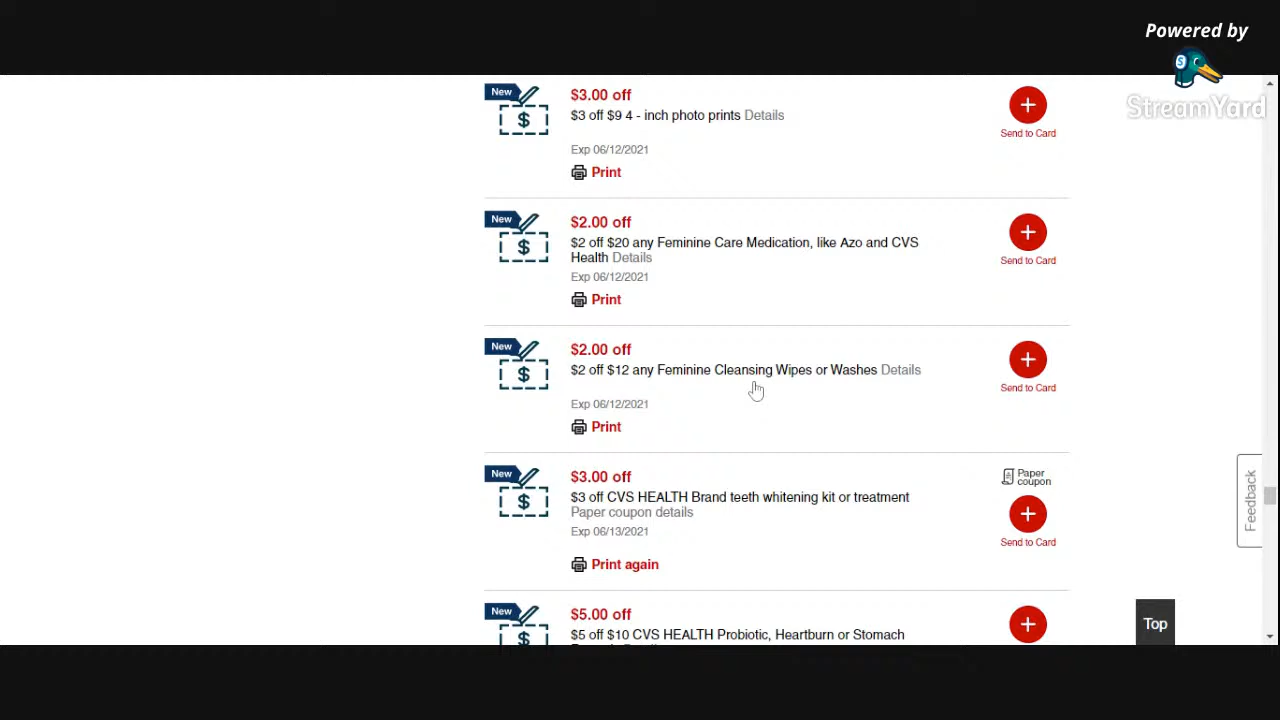 Powered by
StreamYard
New
$3.00 off
$3 off $9 4 - inch photo prints Details
Exp 06/12/2021
Print
Send to Card
New
$2.00 off
$2 off $20 any Feminine Care Medication, like Azo and CVS
Health Details
Exp 06/12/2021
Print
Send to Card
New
$2.00 off
$2 off $12 any Feminine Cleansing Wipes or Washes Details
Exp 06/12/2021
Print
Send to Card
New
$3.00 off
$3 off CVS HEALTH Brand teeth whitening kit or treatment
Paper coupon details
Exp 06/13/2021
Print again
Paper
coupon
Send to Card
Feedback
New
$5.00 off
$5 off $10 CVS HEALTH Probiotic, Heartburn or Stomach
Top